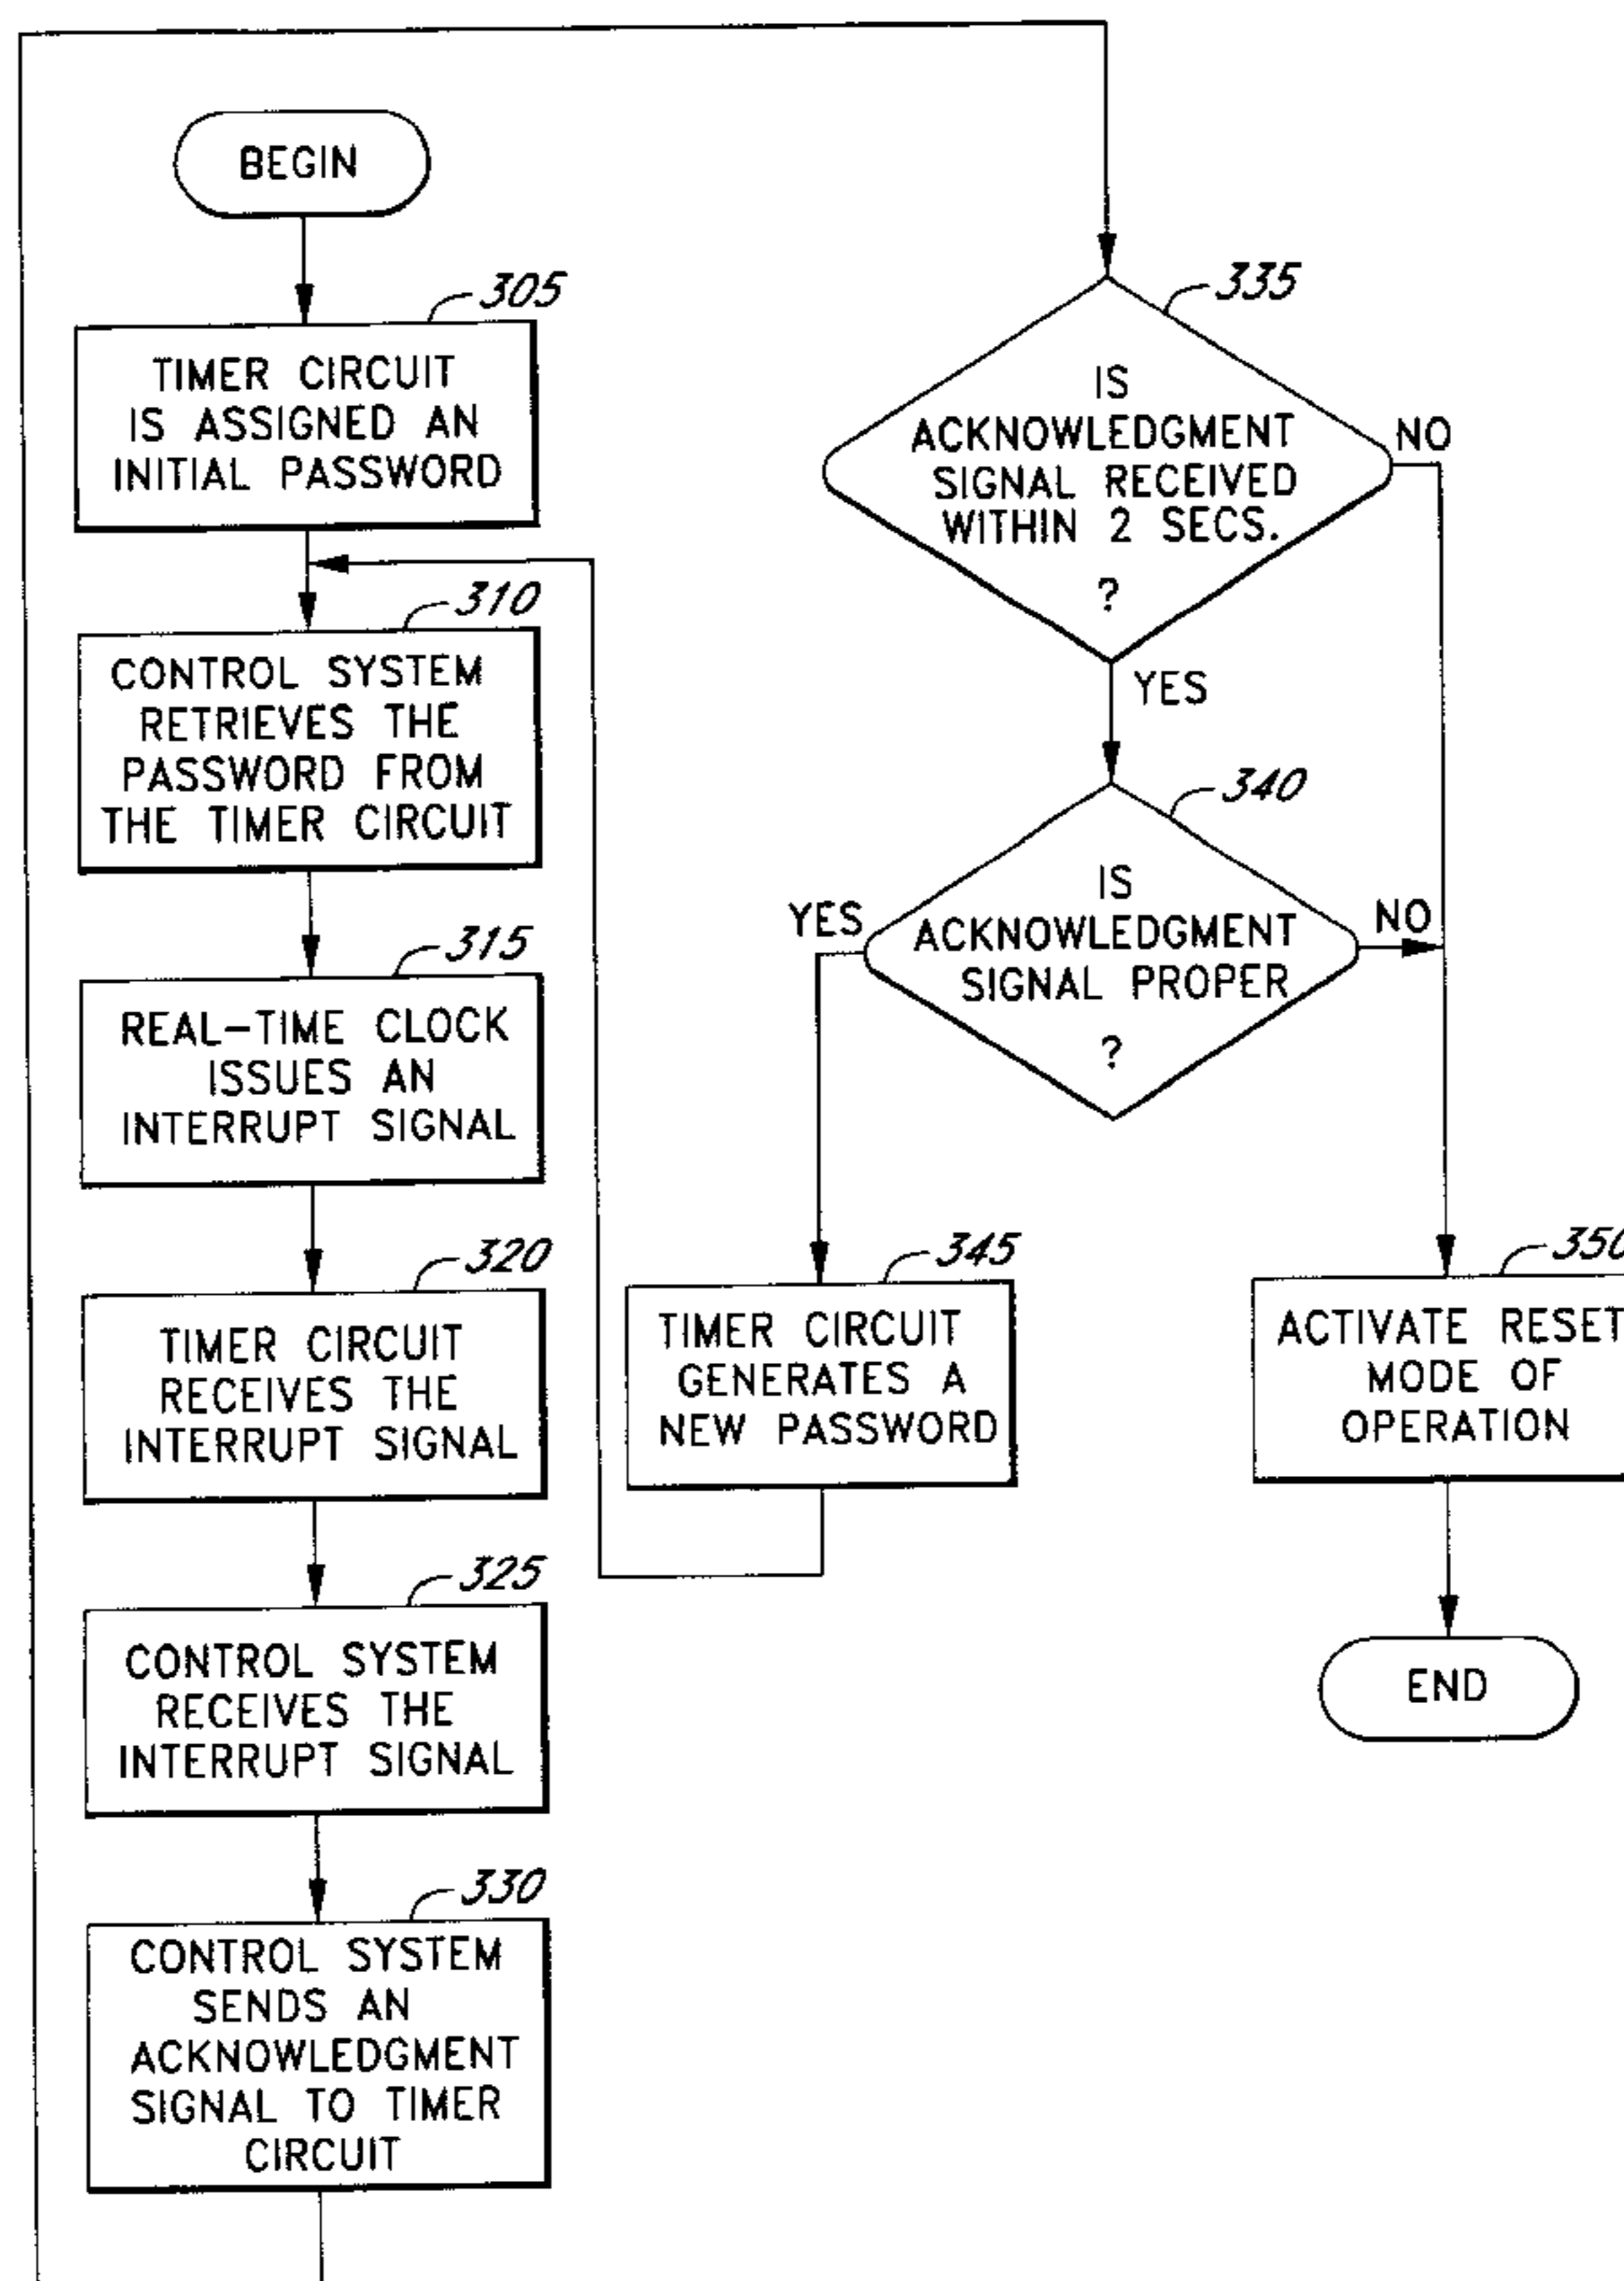 BEGIN
305
TIMER CIRCUIT
IS ASSIGNED AN
INITIAL PASSWORD
310
CONTROL SYSTEM
RETRIEVES THE
PASSWORD FROM
THE TIMER CIRCUIT
315
REAL-TIME CLOCK
ISSUES AN
INTERRUPT SIGNAL
320
TIMER CIRCUIT
RECEIVES THE
INTERRUPT SIGNAL
325
CONTROL SYSTEM
RECEIVES THE
INTERRUPT SIGNAL
330
CONTROL SYSTEM
SENDS AN
ACKNOWLEDGMENT
SIGNAL TO TIMER
CIRCUIT
335
IS
ACKNOWLEDGMENT
SIGNAL RECEIVED
WITHIN 2 SECS.
?
NO
YES
340
IS
ACKNOWLEDGMENT
SIGNAL PROPER
?
YES
NO
345
TIMER CIRCUIT
GENERATES A
NEW PASSWORD
350
ACTIVATE RESET
MODE OF
OPERATION
END